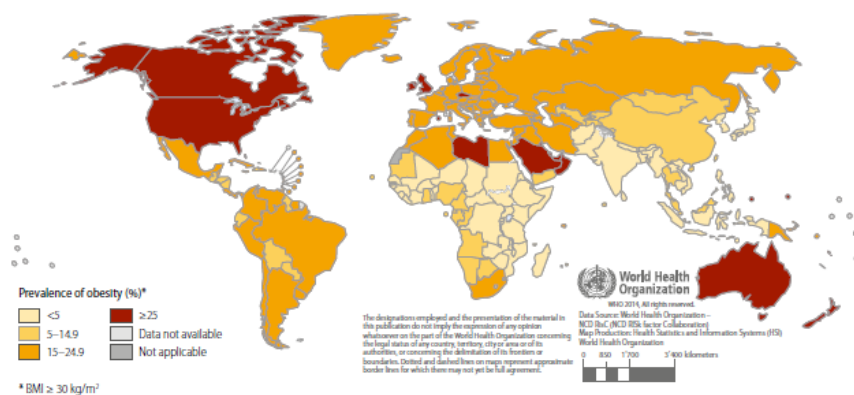 Prevalence of obesity (%)*
<5
5–14.9
15–24.9
≥25
Data not available
Not applicable
* BMI ≥ 30 kg/m²
The designations employed and the presentation of the material in
this publication do not imply the expression of any opinion
whatsoever on the part of the World Health Organization concerning
the legal status of any country, territory, city or area or of its
authorities, or concerning the delimitation of its frontiers or
boundaries. Dotted and dashed lines on maps represent approximate
border lines for which there may not yet be full agreement.
World Health
Organization
WHO 2014, All rights reserved.
Data Source: World Health Organization –
NCD RisC (NCD RISk factor Collaboration)
Map Production: Health Statistics and Information Systems (HSI)
World Health Organization
0 850 1'700 3'400 kilometers